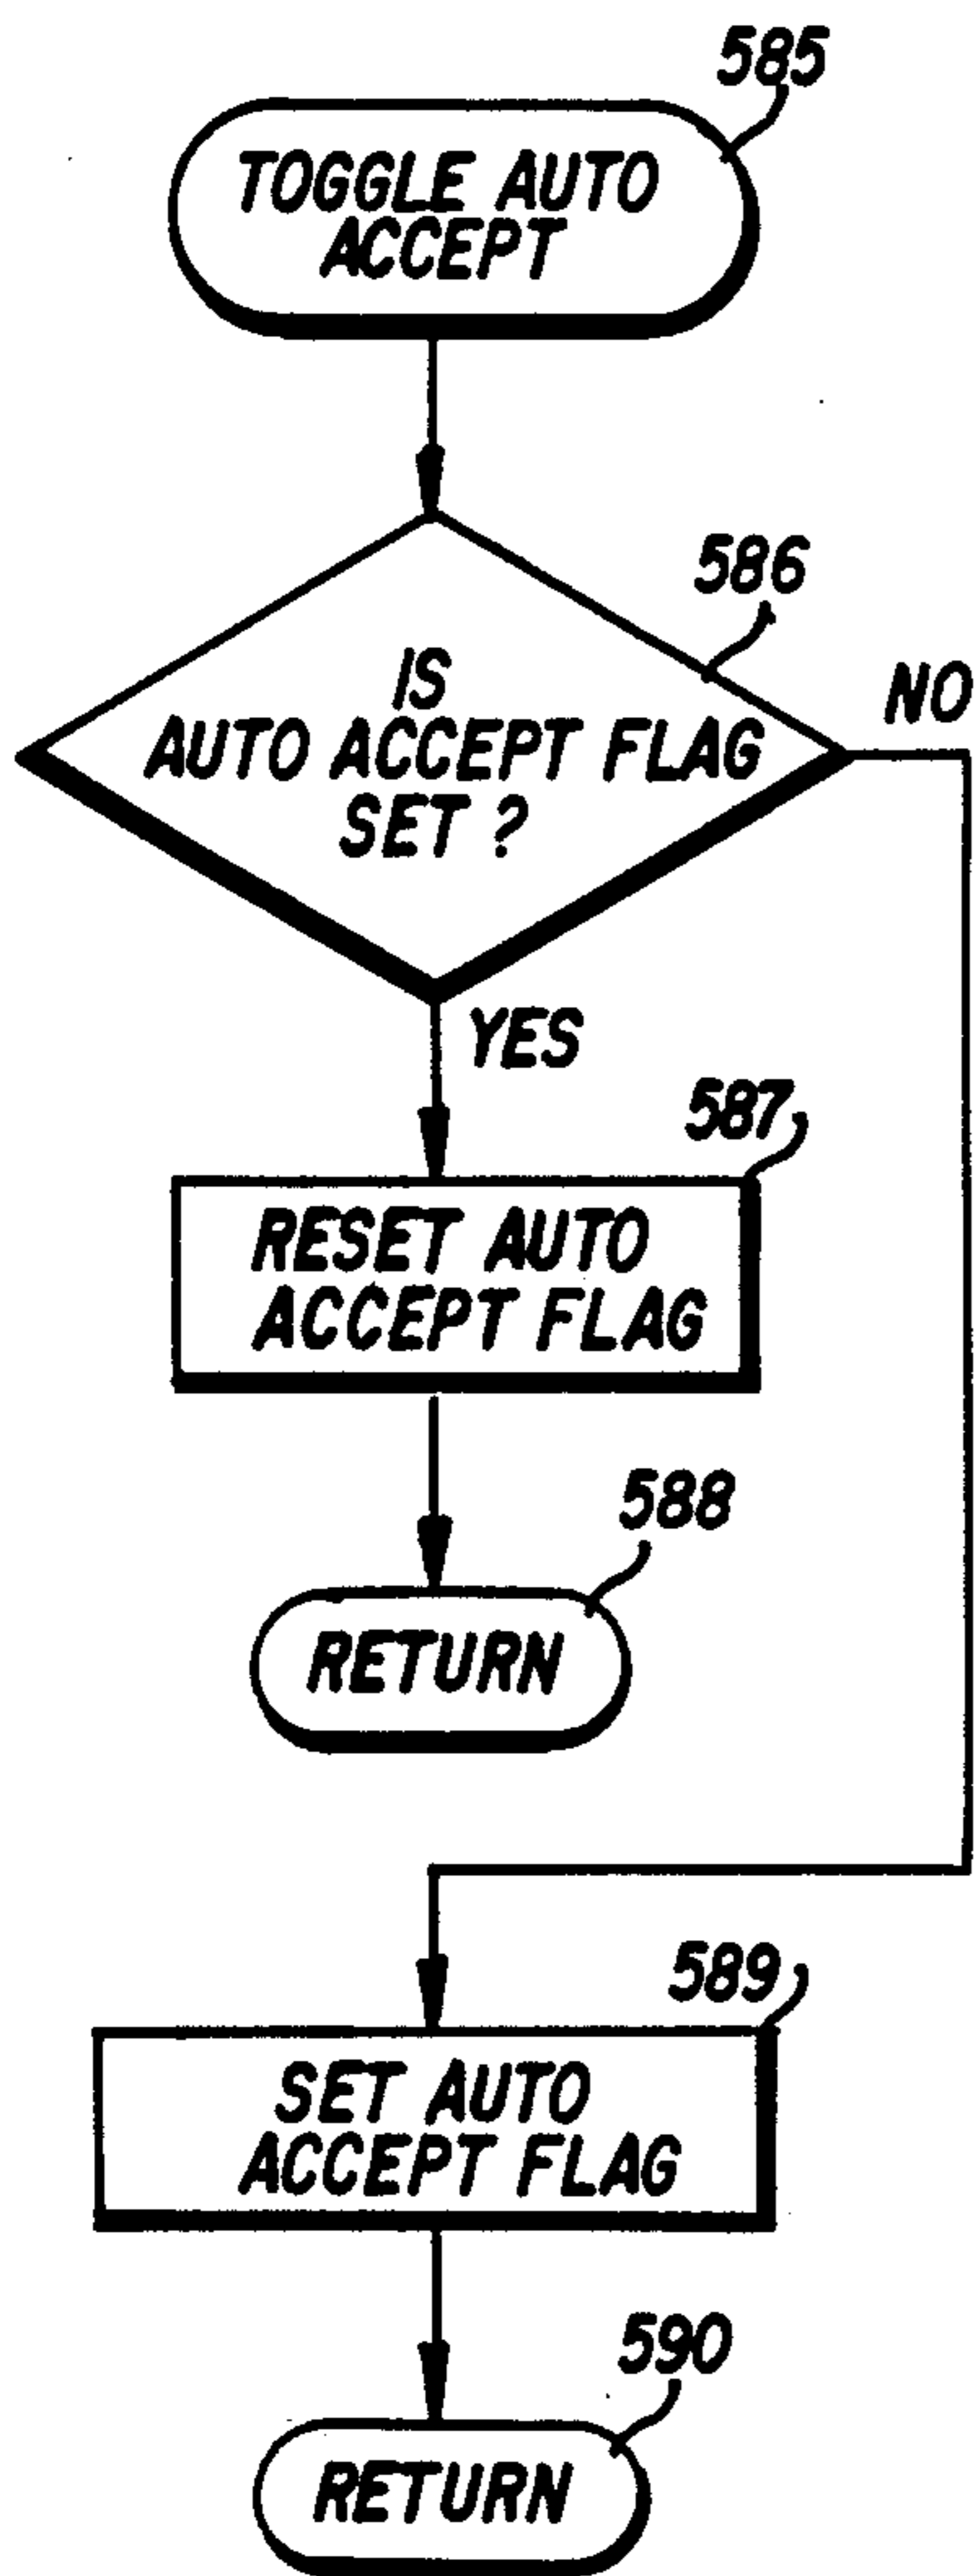 585
TOGGLE AUTO
ACCEPT
586
IS
AUTO ACCEPT FLAG
SET ?
NO
YES
587
RESET AUTO
ACCEPT FLAG
588
RETURN
589
SET AUTO
ACCEPT FLAG
590
RETURN